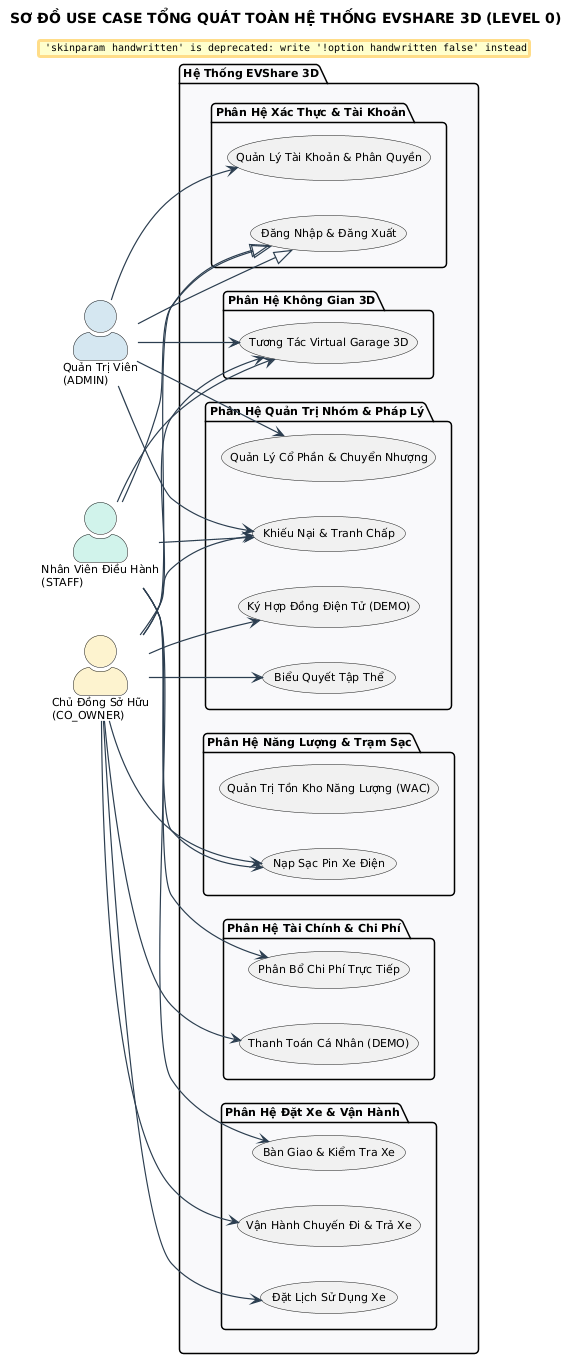 SƠ ĐỒ USE CASE TỔNG QUÁT TOÀN HỆ THỐNG EVSHARE 3D (LEVEL 0)
'skinparam handwritten' is deprecated: write '!option handwritten false' instead
Hệ Thống EVShare 3D
Phân Hệ Xác Thực & Tài Khoản
Quản Lý Tài Khoản & Phân Quyền
Đăng Nhập & Đăng Xuất
Phân Hệ Không Gian 3D
Tương Tác Virtual Garage 3D
Quản Trị Viên
(ADMIN)
Phân Hệ Quản Trị Nhóm & Pháp Lý
Quản Lý Cổ Phần & Chuyển Nhượng
Khiếu Nại & Tranh Chấp
Nhân Viên Điều Hành
(STAFF)
Ký Hợp Đồng Điện Tử (DEMO)
Biểu Quyết Tập Thể
Chủ Đồng Sở Hữu
(CO_OWNER)
Phân Hệ Năng Lượng & Trạm Sạc
Quản Trị Tồn Kho Năng Lượng (WAC)
Nạp Sạc Pin Xe Điện
Phân Hệ Tài Chính & Chi Phí
Phân Bổ Chi Phí Trực Tiếp
Thanh Toán Cá Nhân (DEMO)
Phân Hệ Đặt Xe & Vận Hành
Bàn Giao & Kiểm Tra Xe
Vận Hành Chuyến Đi & Trả Xe
Đặt Lịch Sử Dụng Xe